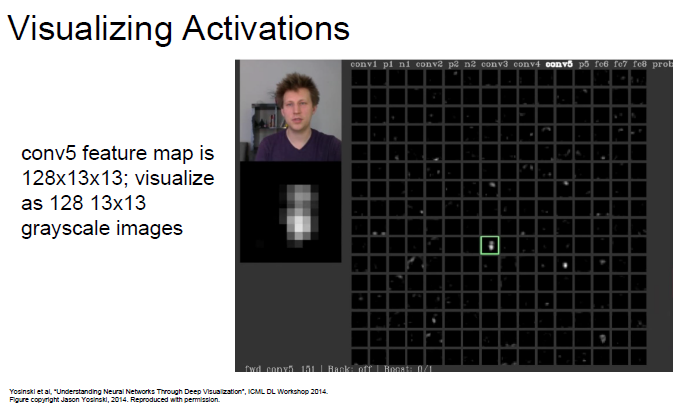 Visualizing Activations
conv1 p1 n1 conv2 p2 n2 conv3 conv4 conv5 p5 fc6 fc7 fc8 prob
conv5 feature map is
128x13x13; visualize
as 128 13x13
grayscale images
fwd conv5_151 | Back: off | Boost: 0/1
Yosinski et al, "Understanding Neural Networks Through Deep Visualization", ICML DL Workshop 2014.
Figure copyright Jason Yosinski, 2014. Reproduced with permission.